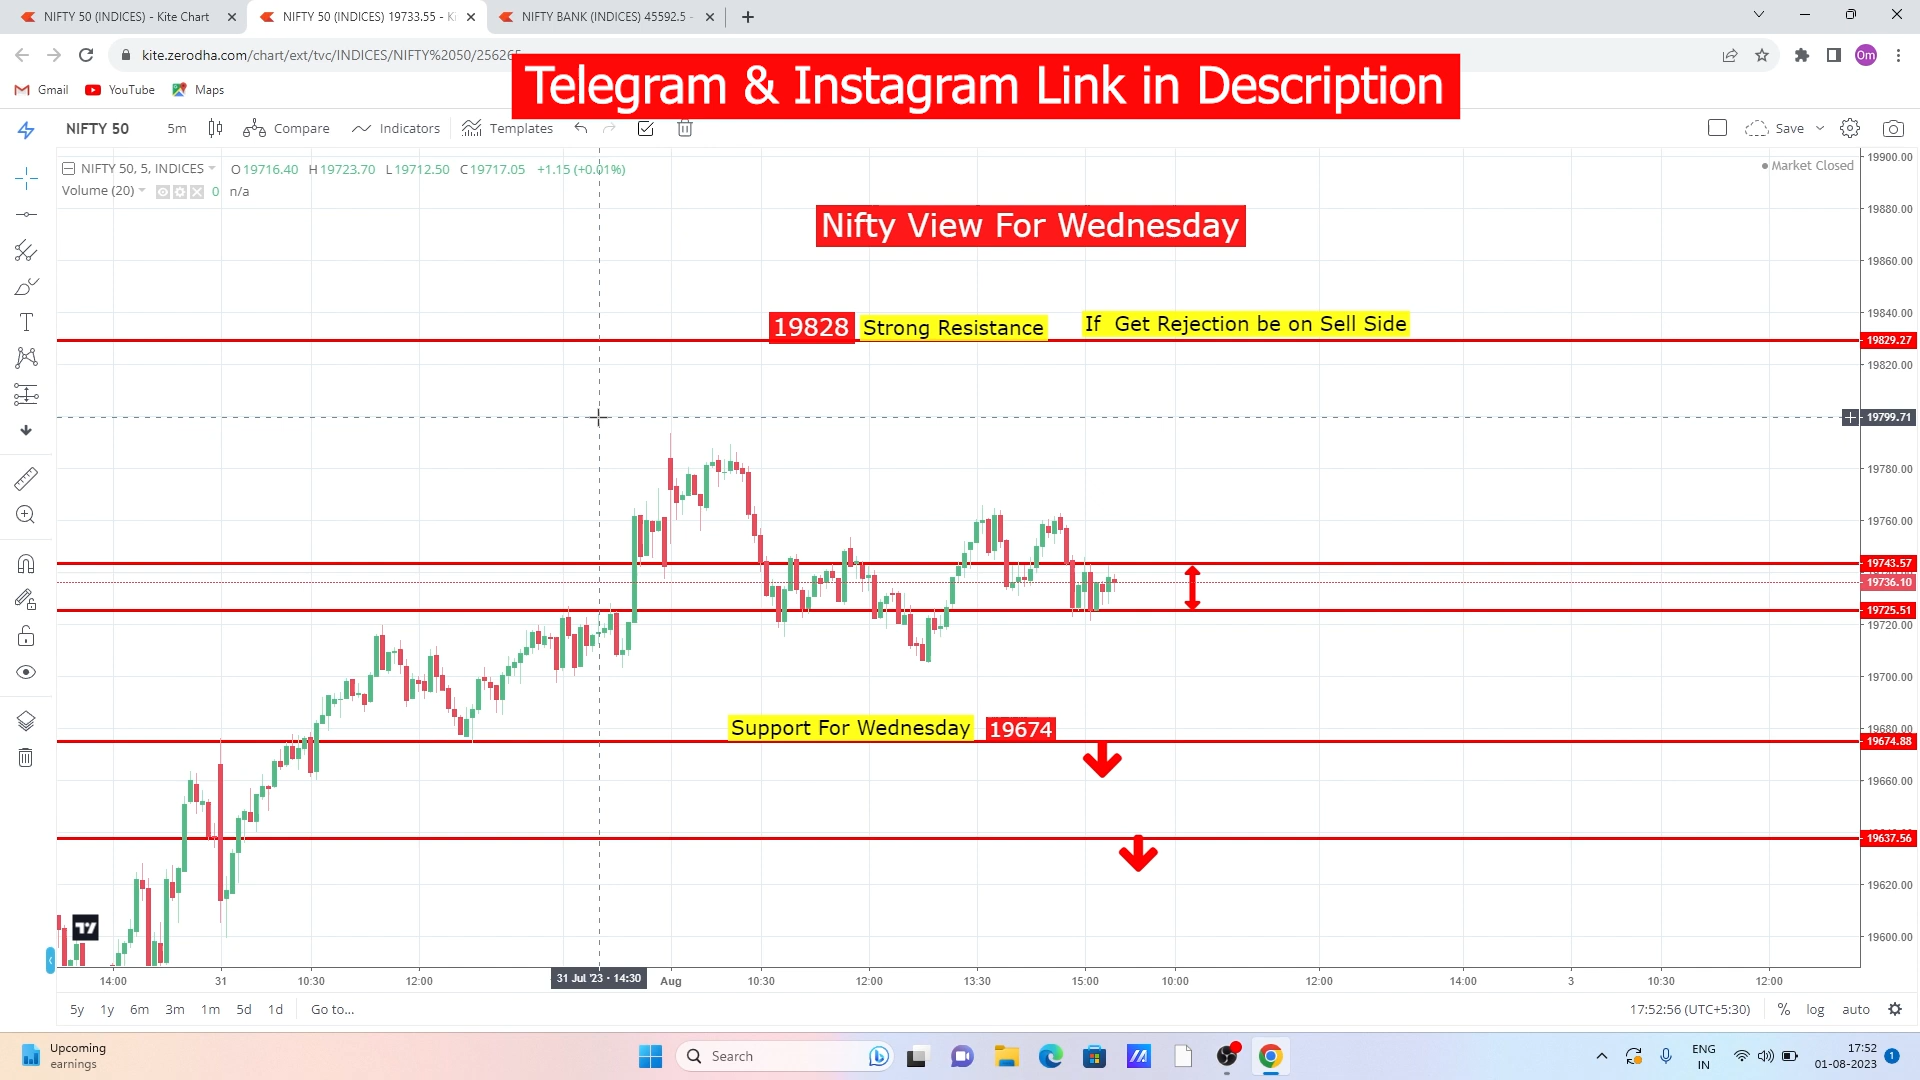 NIFTY 50 (INDICES) - Kite Chart
NIFTY 50 (INDICES) 19733.55 - Ki
NIFTY BANK (INDICES) 45592.5 -
kite.zerodha.com/chart/ext/tvc/INDICES/NIFTY%2050/256265
Om
Gmail
YouTube
Maps
Telegram & Instagram Link in Description
NIFTY 50
5m
Compare
Indicators
Templates
Save
NIFTY 50, 5, INDICES
O19716.40 H19723.70 L19712.50 C19717.05 +1.15 (+0.01%)
Volume (20)
0 n/a
Market Closed
Nifty View For Wednesday
19828 Strong Resistance
If Get Rejection be on Sell Side
Support For Wednesday 19674
19900.00
19880.00
19860.00
19840.00
19829.27
19820.00
19799.71
19780.00
19760.00
19743.57
19736.10
19725.51
19720.00
19700.00
19680.00
19674.88
19660.00
19637.56
19620.00
19600.00
14:00
31
10:30
12:00
31 Jul '23 · 14:30
Aug
10:30
12:00
13:30
15:00
10:00
12:00
14:00
3
10:30
12:00
5y 1y 6m 3m 1m 5d 1d Go to...
17:52:56 (UTC+5:30) % log auto
Upcoming
earnings
Search
ENG
IN
17:52
01-08-2023
1